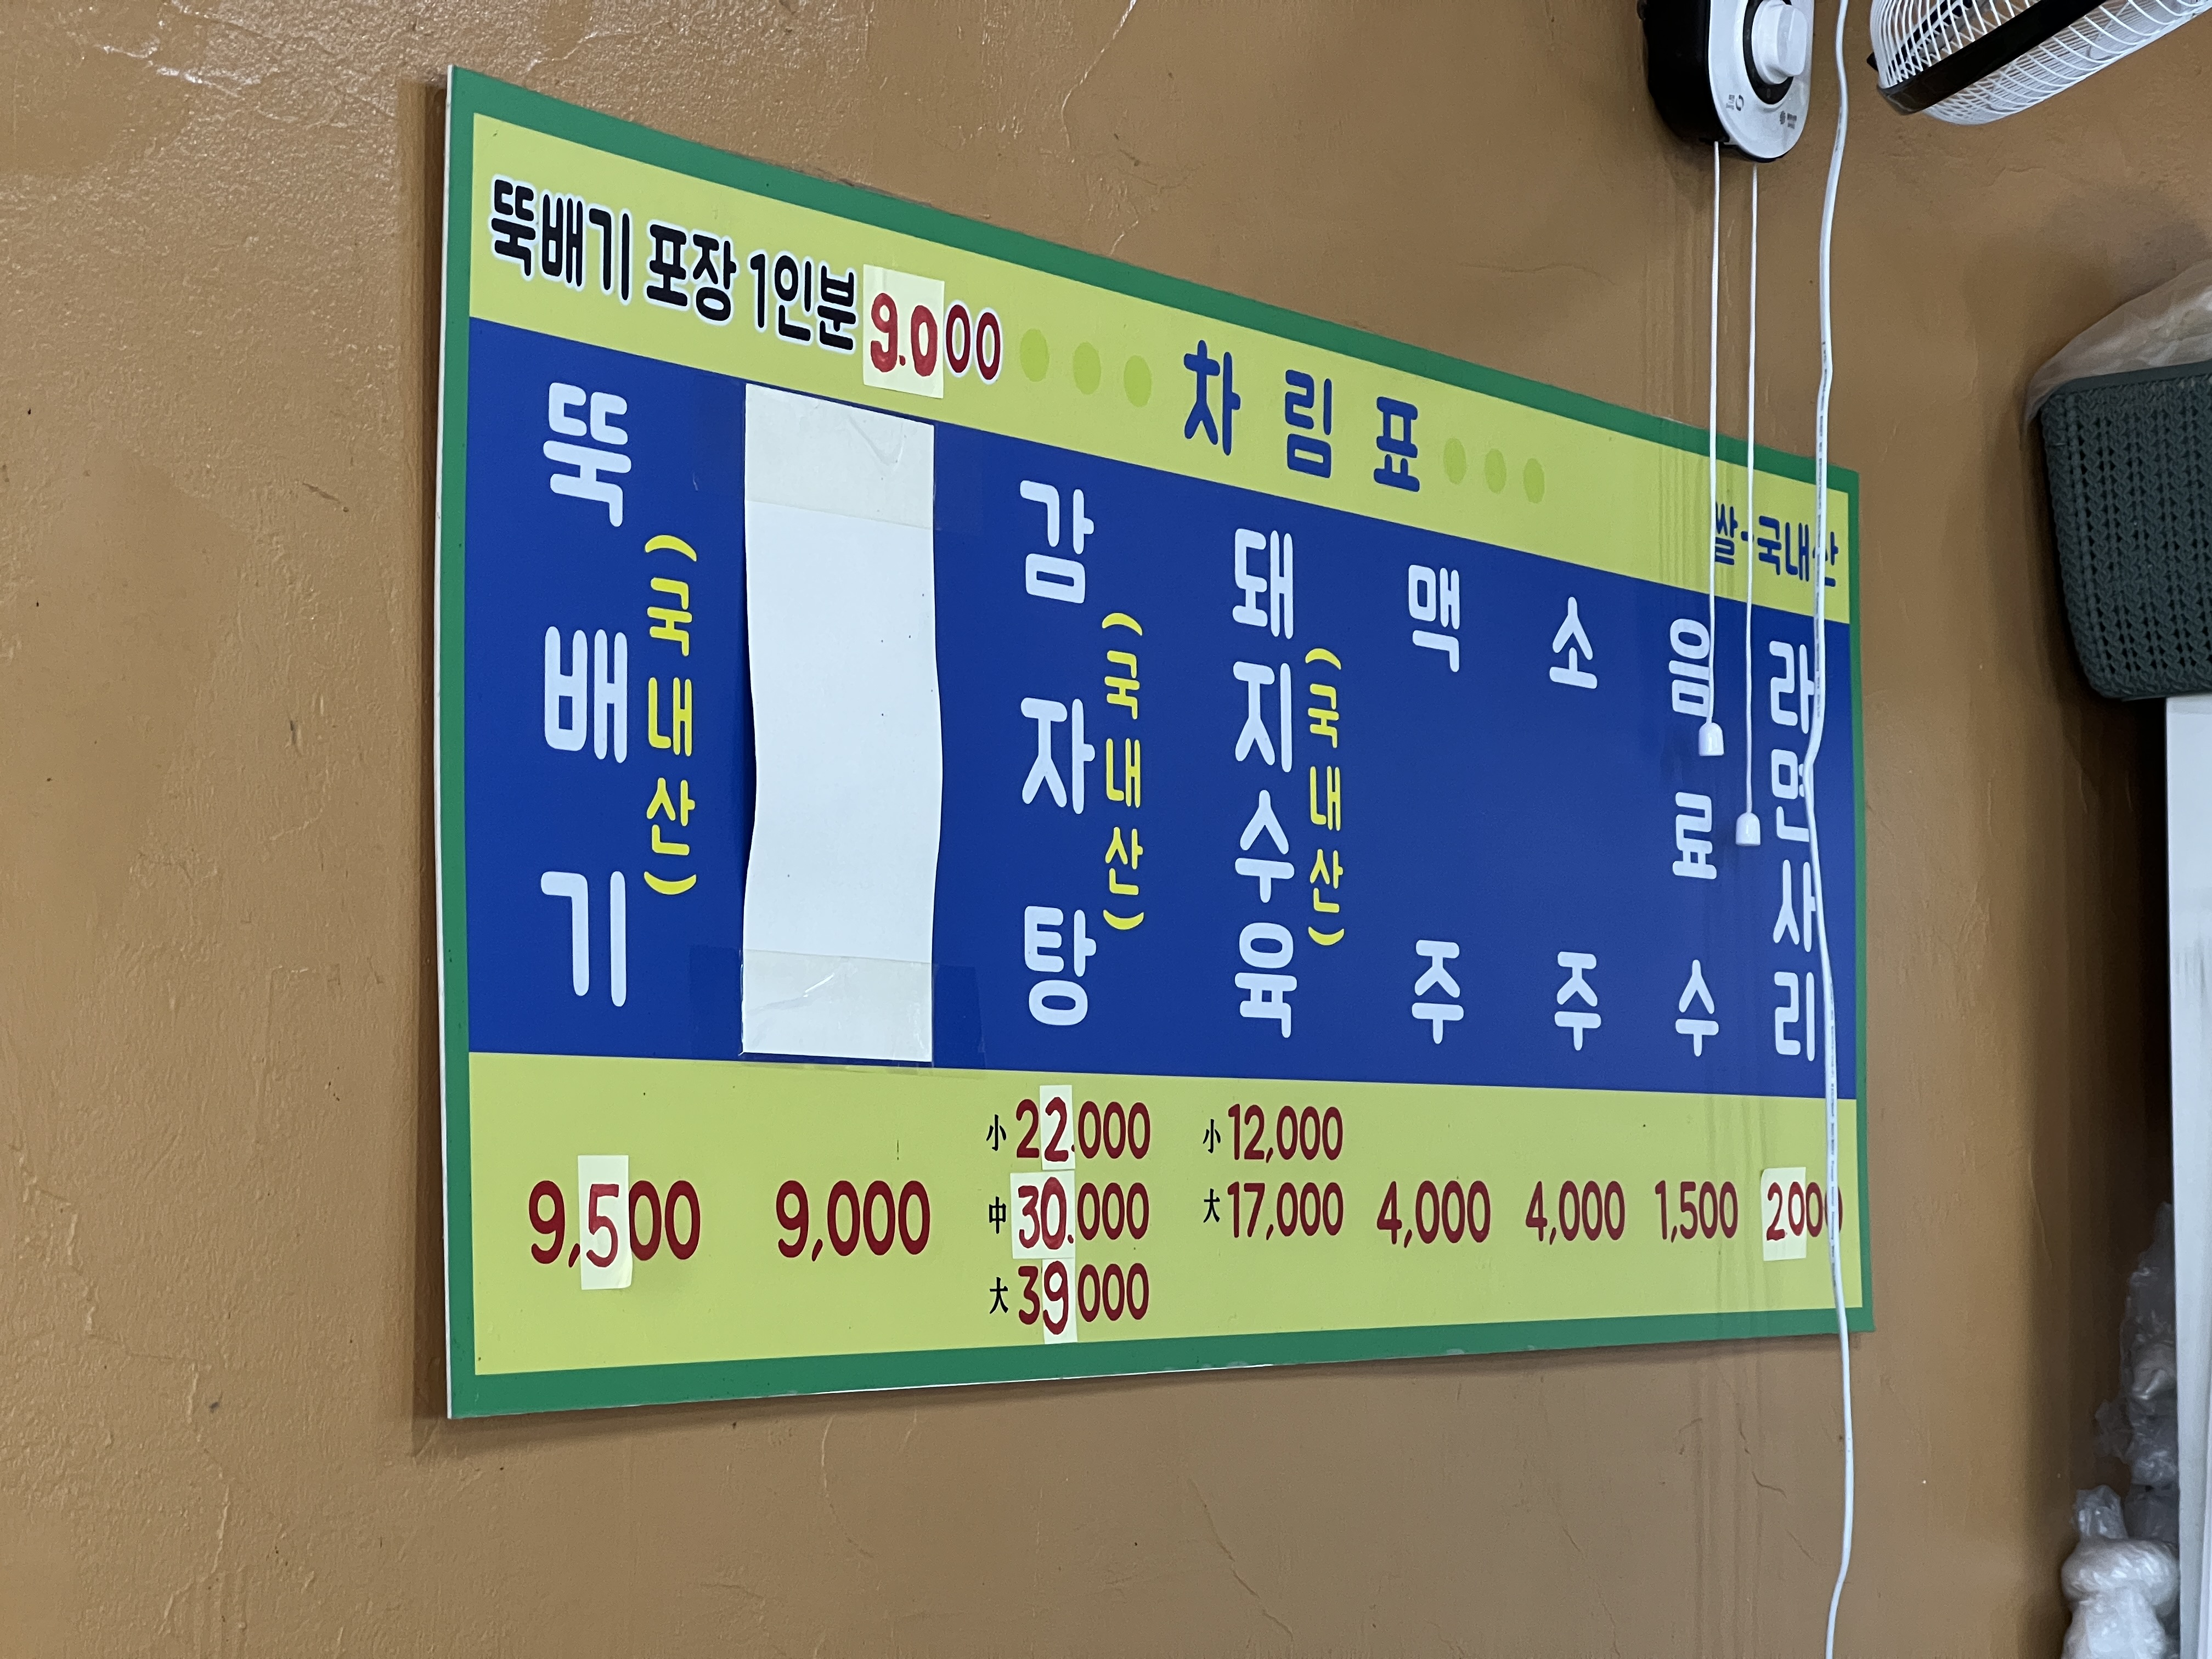 뚝배기 포장 1인분 9.000
차림표
쌀-국내산
뚝배기
(국내산)
9,500
9,000
감자탕
(국내산)
小 22.000
中 30.000
大 39000
돼지수육
(국내산)
小 12,000
大 17,000
맥주
4,000
소주
4,000
음료수
1,500
라면사리
2000